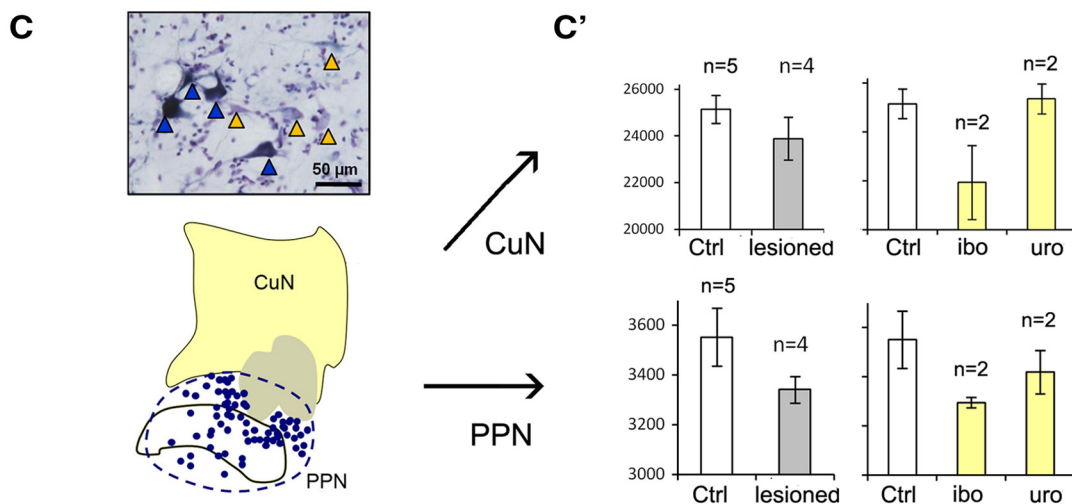 C
C’
50 µm
CuN
PPN
CuN
PPN
n=5
n=4
26000
24000
22000
20000
Ctrl
lesioned
n=2
n=2
Ctrl
ibo
uro
n=5
n=4
3600
3400
3200
3000
Ctrl
lesioned
n=2
n=2
Ctrl
ibo
uro